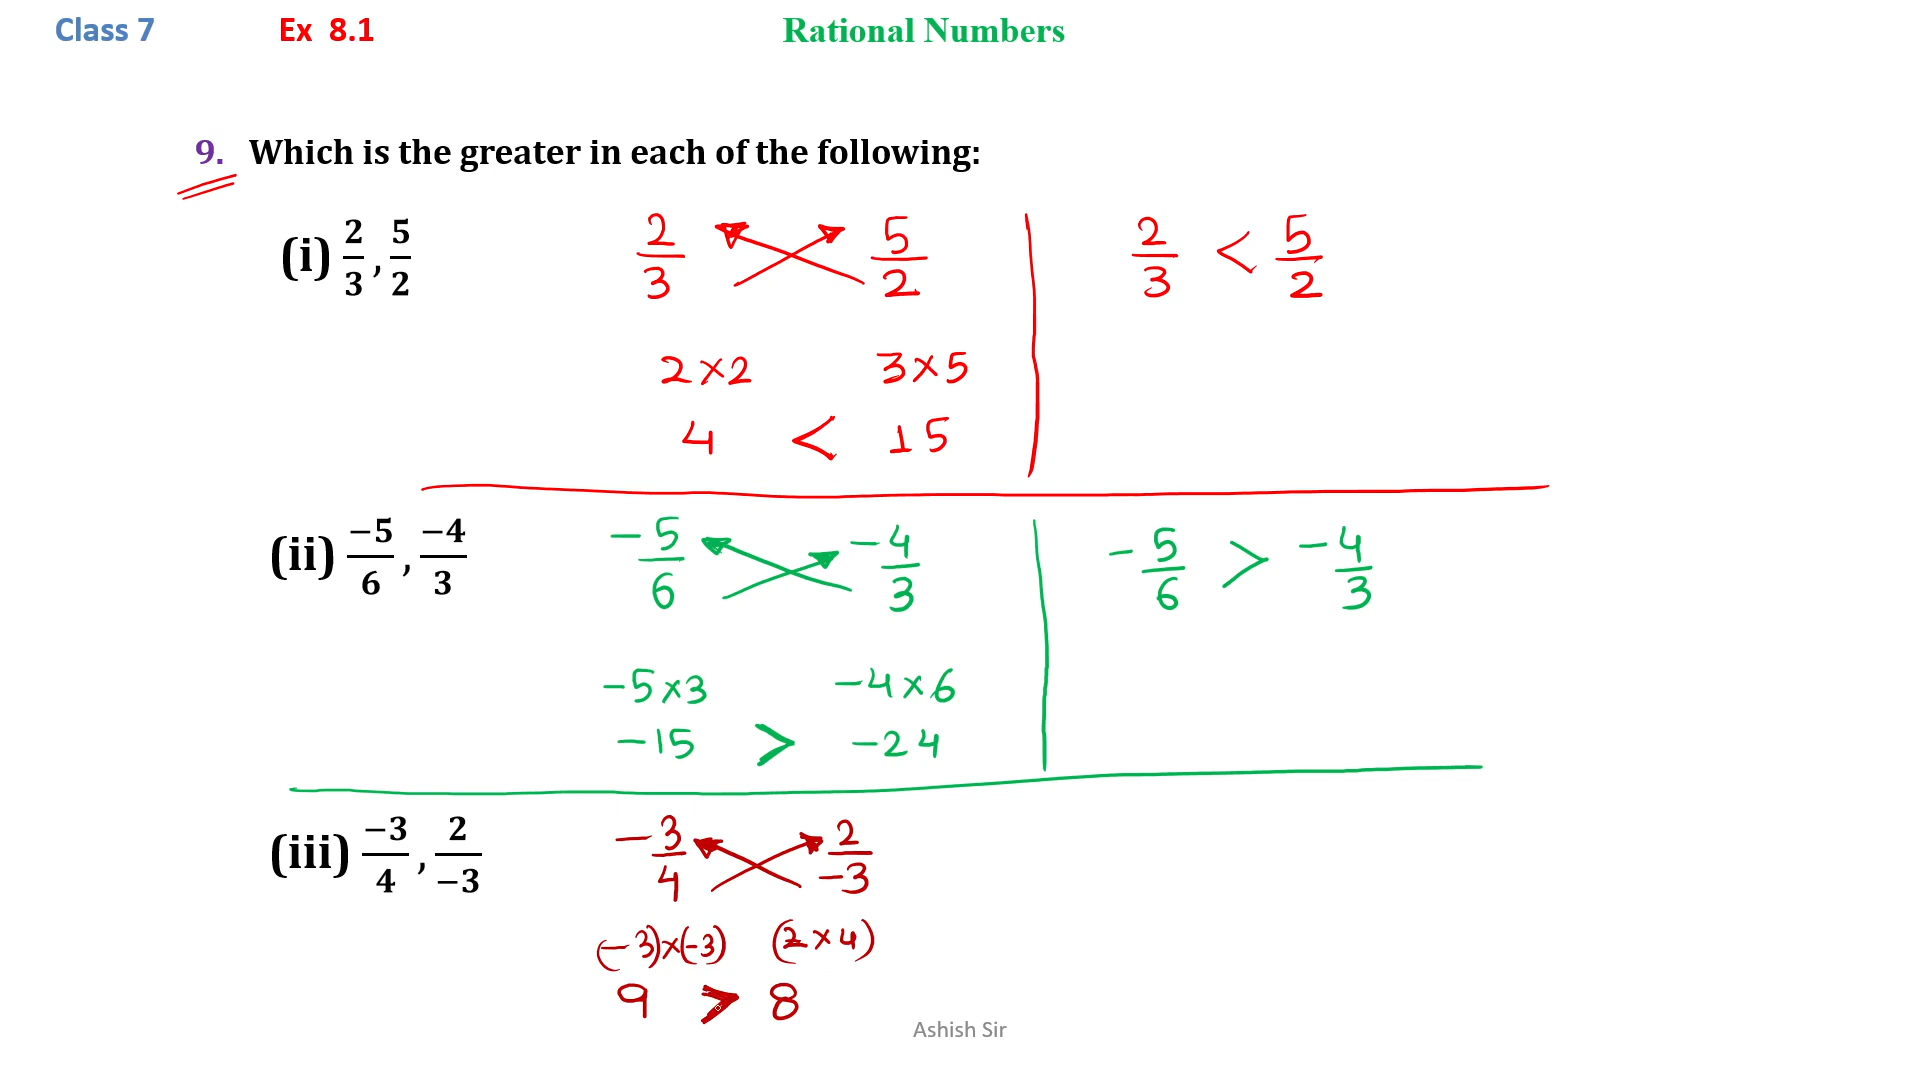 Class 7 Ex 8.1 Rational Numbers
9. Which is the greater in each of the following:
(i) 2/3 , 5/2
2/3 5/2
2/3 < 5/2
2×2 3×5
4 < 15
(ii) −5/6 , −4/3
−5/6 −4/3
−5/6 > −4/3
−5×3 −4×6
−15 > −24
(iii) −3/4 , 2/−3
−3/4 2/−3
(−3)×(−3) (2×4)
9 > 8
Ashish Sir